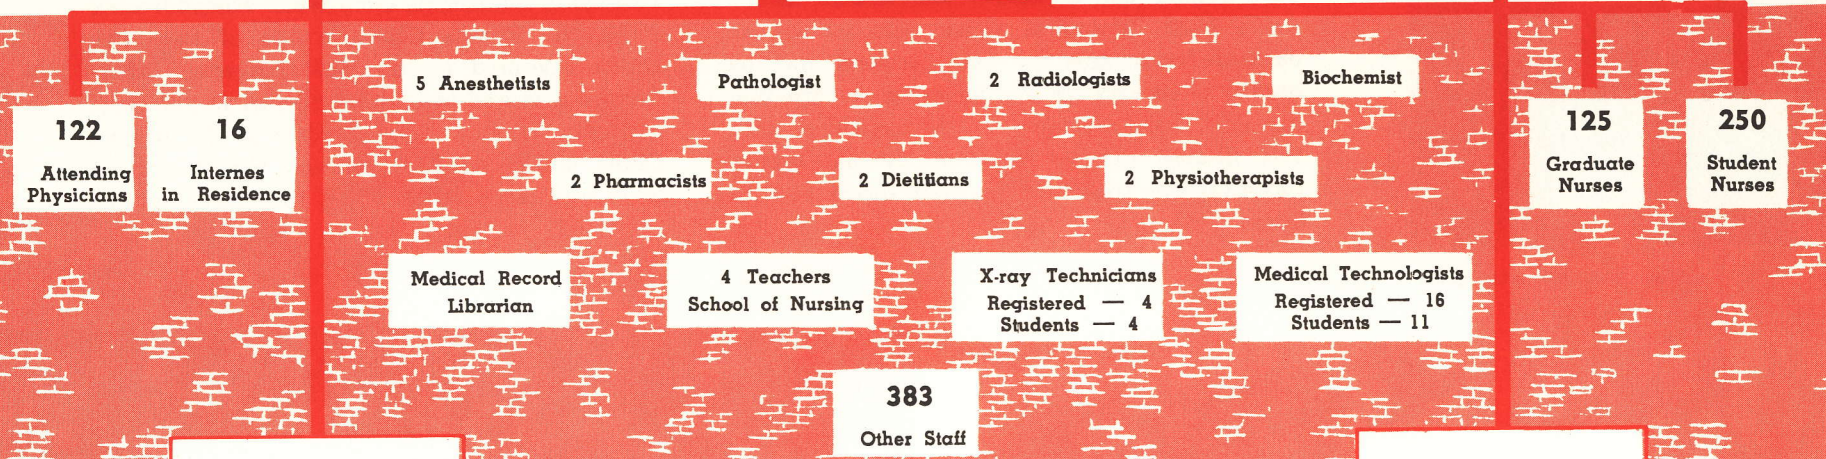 5 Anesthetists
Pathologist
2 Radiologists
Biochemist
122
Attending
Physicians
16
Internes
in Residence
125
Graduate
Nurses
250
Student
Nurses
2 Pharmacists
2 Dietitians
2 Physiotherapists
Medical Record
Librarian
4 Teachers
School of Nursing
X-ray Technicians
Registered — 4
Students — 4
Medical Technologists
Registered — 16
Students — 11
383
Other Staff